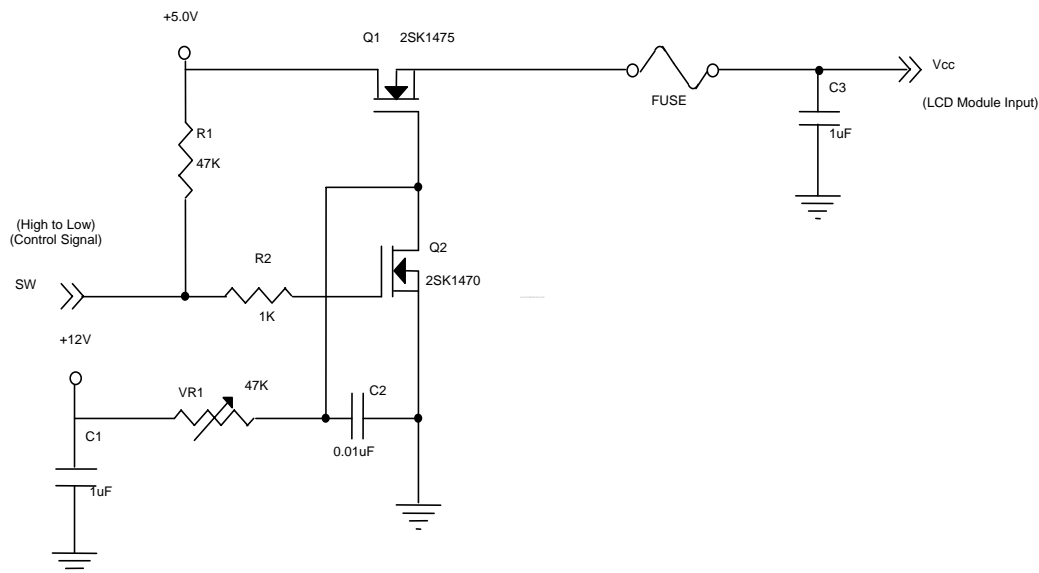 +5.0V
Q1 2SK1475
Vcc
C3
FUSE
(LCD Module Input)
R1
1uF
47K
(High to Low)
(Control Signal)
Q2
R2
2SK1470
SW
1K
+12V
47K
VR1
C2
C1
0.01uF
1uF